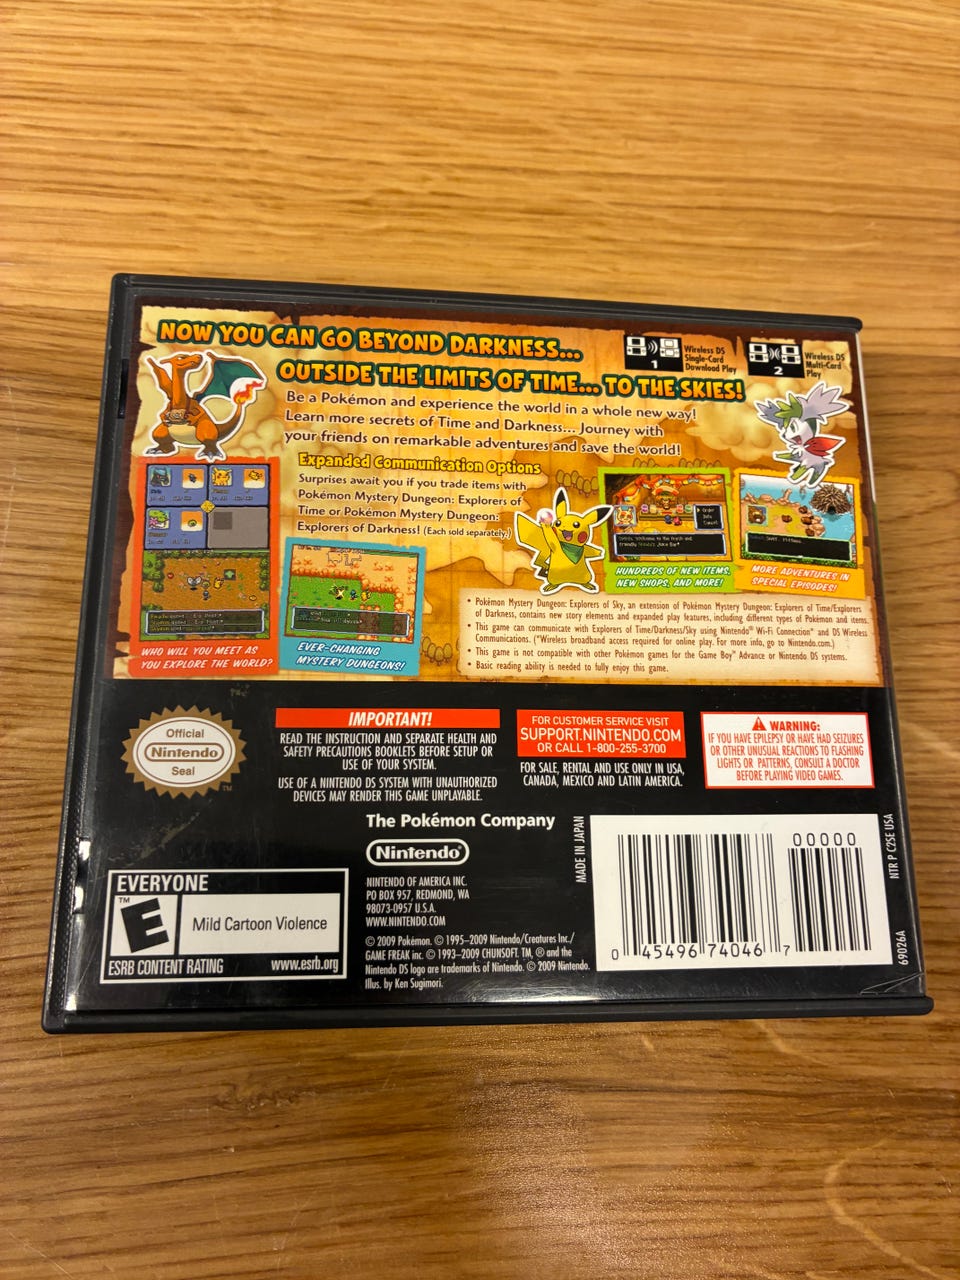 NOW YOU CAN GO BEYOND DARKNESS...
OUTSIDE THE LIMITS OF TIME... TO THE SKIES!
1
Wireless DS
Single-Card
Download Play
2
Wireless DS
Multi-Card
Play
Be a Pokémon and experience the world in a whole new way!
Learn more secrets of Time and Darkness... Journey with
your friends on remarkable adventures and save the world!
Expanded Communication Options
Surprises await you if you trade items with
Pokémon Mystery Dungeon: Explorers of
Time or Pokémon Mystery Dungeon:
Explorers of Darkness! (Each sold separately.)
WHO WILL YOU MEET AS
YOU EXPLORE THE WORLD?
EVER-CHANGING
MYSTERY DUNGEONS!
HUNDREDS OF NEW ITEMS,
NEW SHOPS, AND MORE!
MORE ADVENTURES IN
SPECIAL EPISODES!
• Pokémon Mystery Dungeon: Explorers of Sky, an extension of Pokémon Mystery Dungeon: Explorers of Time/Explorers
of Darkness, contains new story elements and expanded play features, including different types of Pokémon and items.
• This game can communicate with Explorers of Time/Darkness/Sky using Nintendo® Wi-Fi Connection* and DS Wireless
Communications. (*Wireless broadband access required for online play. For more info, go to Nintendo.com.)
• This game is not compatible with other Pokémon games for the Game Boy® Advance or Nintendo DS systems.
• Basic reading ability is needed to fully enjoy this game.
Official
Nintendo
Seal
TM
IMPORTANT!
READ THE INSTRUCTION AND SEPARATE HEALTH AND
SAFETY PRECAUTIONS BOOKLETS BEFORE SETUP OR
USE OF YOUR SYSTEM.
USE OF A NINTENDO DS SYSTEM WITH UNAUTHORIZED
DEVICES MAY RENDER THIS GAME UNPLAYABLE.
FOR CUSTOMER SERVICE VISIT
SUPPORT.NINTENDO.COM
OR CALL 1-800-255-3700
FOR SALE, RENTAL AND USE ONLY IN USA,
CANADA, MEXICO AND LATIN AMERICA.
WARNING:
IF YOU HAVE EPILEPSY OR HAVE HAD SEIZURES
OR OTHER UNUSUAL REACTIONS TO FLASHING
LIGHTS OR PATTERNS, CONSULT A DOCTOR
BEFORE PLAYING VIDEO GAMES.
The Pokémon Company
Nintendo®
NINTENDO OF AMERICA INC.
PO BOX 957, REDMOND, WA
98073-0957 U.S.A.
WWW.NINTENDO.COM
© 2009 Pokémon. © 1995–2009 Nintendo/Creatures Inc./
GAME FREAK inc. © 1993–2009 CHUNSOFT. TM, ® and the
Nintendo DS logo are trademarks of Nintendo. © 2009 Nintendo.
Illus. by Ken Sugimori.
EVERYONE
TM
E
Mild Cartoon Violence
ESRB CONTENT RATING
www.esrb.org
MADE IN JAPAN
00000
0 45496 74046 7
NTR P C2SE USA
69026A